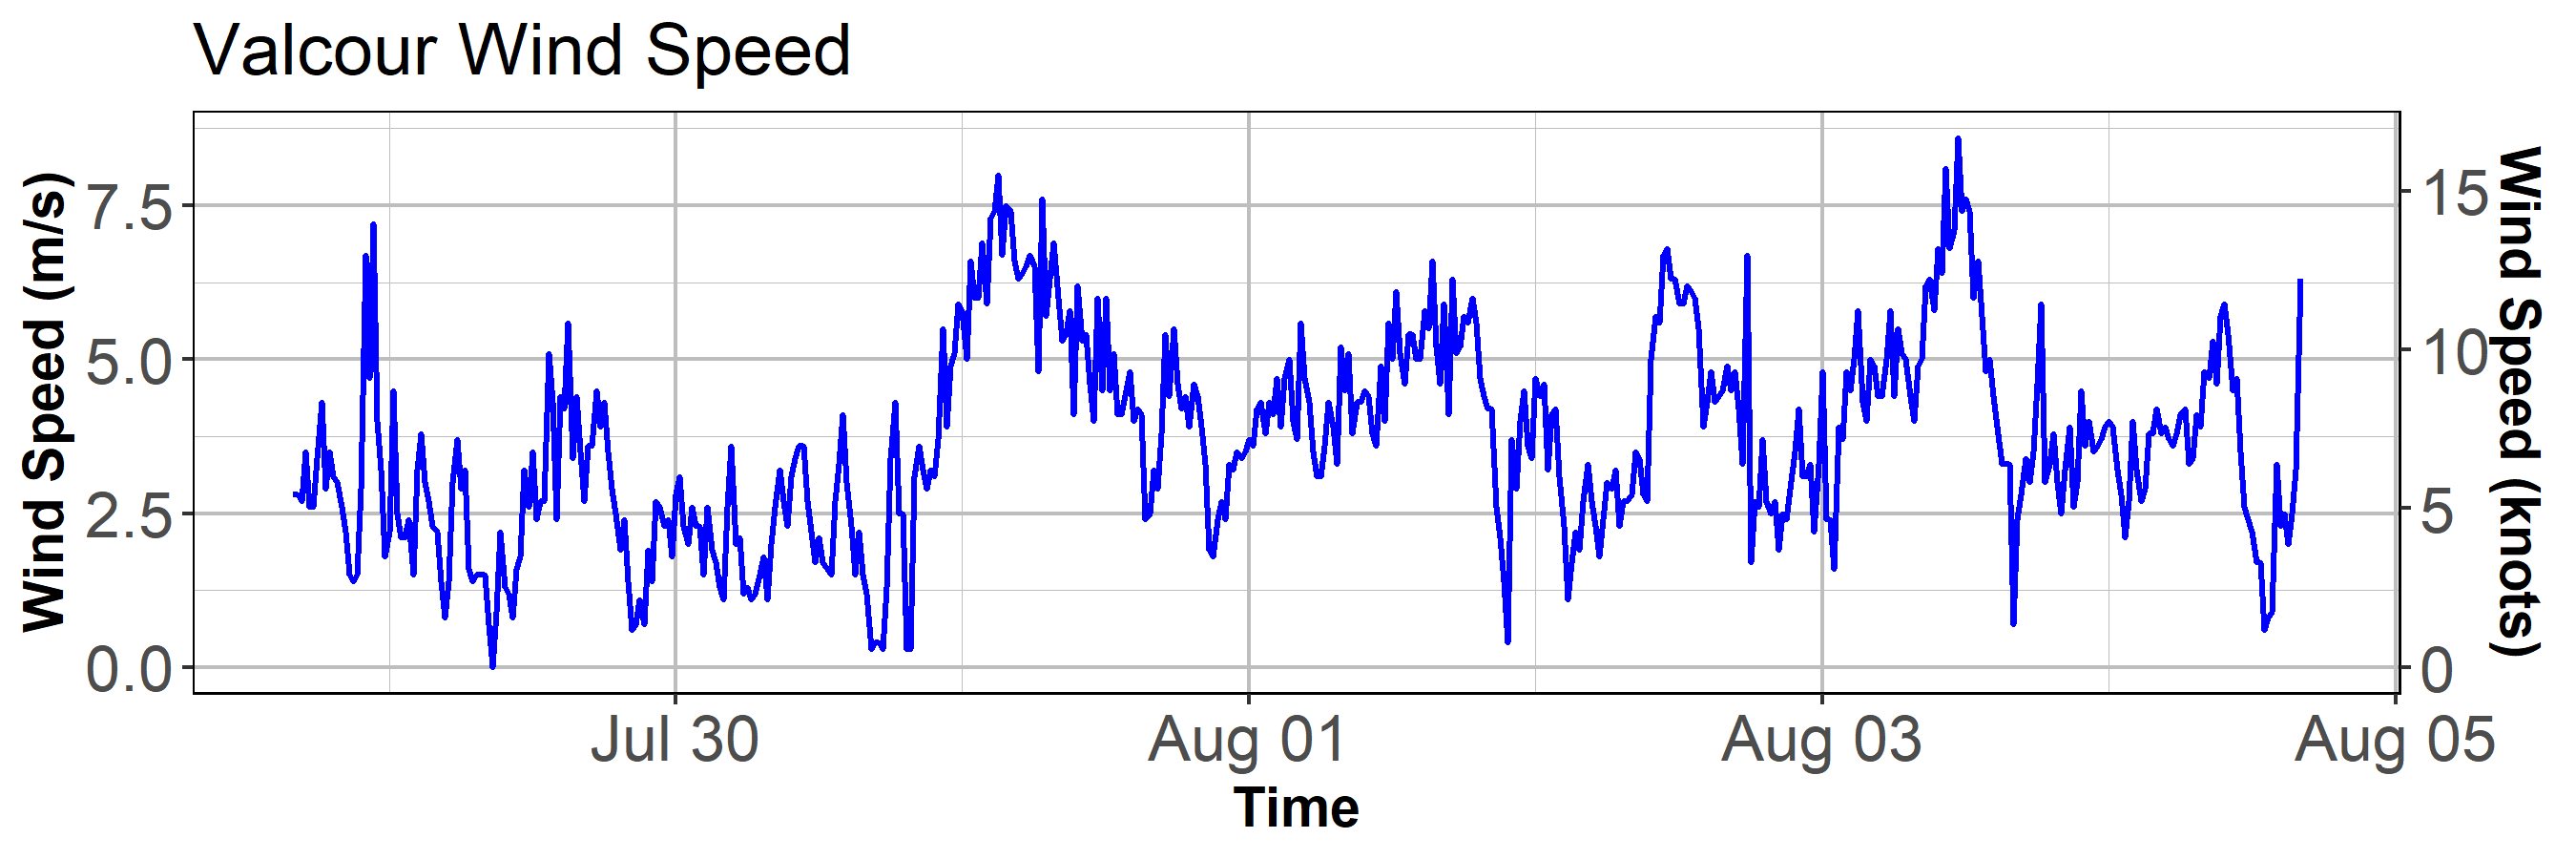 Valcour Wind Speed
Wind Speed (m/s)
7.5
5.0
2.5
0.0
15
10
5
0
Wind Speed (knots)
Jul 30
Aug 01
Aug 03
Aug 05
Time